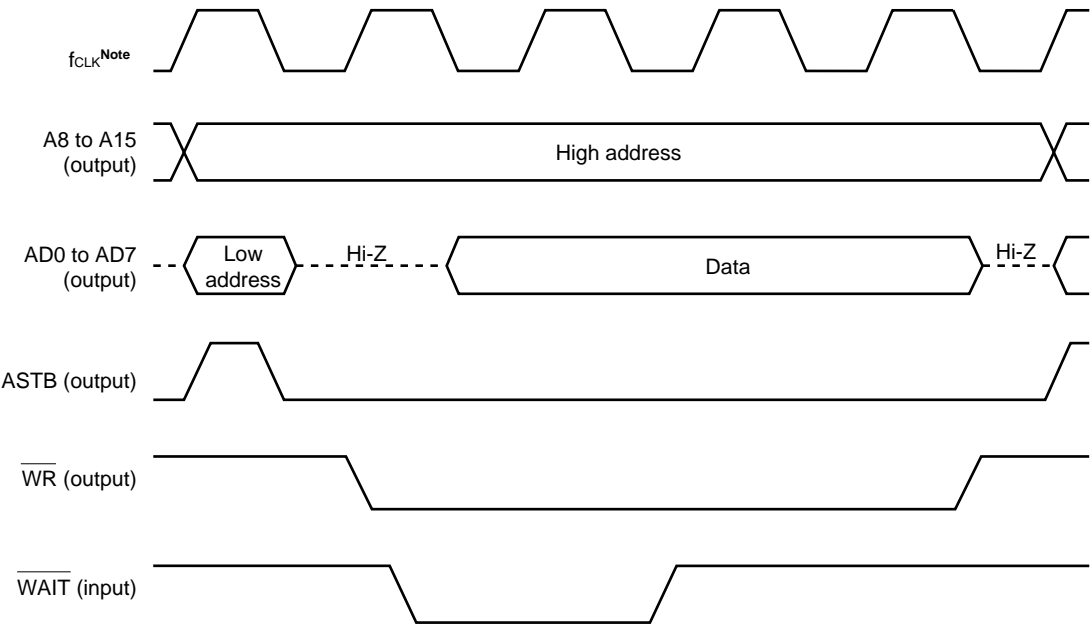 fCLKNote
A8 to A15
(output)
High address
AD0 to AD7
(output)
Low
address
Hi-Z
Data
Hi-Z
ASTB (output)
WR (output)
WAIT (input)